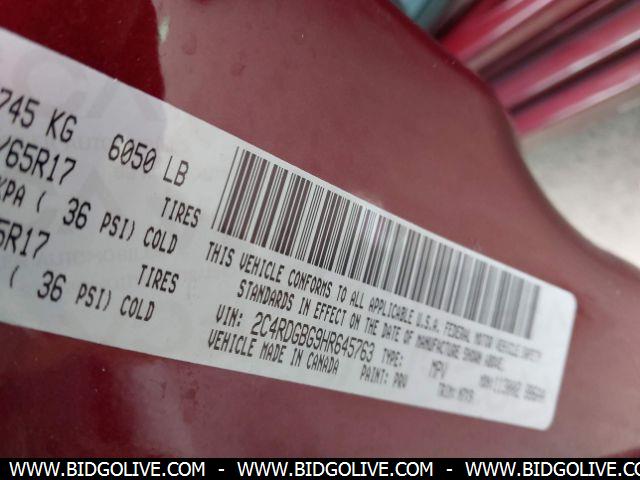 745 KG 6050 LB
/65R17 TIRES
KPA ( 36 PSI) COLD
5R17 TIRES
( 36 PSI) COLD
THIS VEHICLE CONFORMS TO ALL APPLICABLE U.S.A. FEDERAL MOTOR VEHICLE SAFETY
STANDARDS IN EFFECT ON THE DATE OF MANUFACTURE SHOWN ABOVE.
VIN: 2C4RDGBG9HR645763 TYPE: MPV
VEHICLE MADE IN CANADA PAINT: PRV
WWW.BIDGOLIVE.COM - WWW.BIDGOLIVE.COM - WWW.BIDGOLIVE.COM